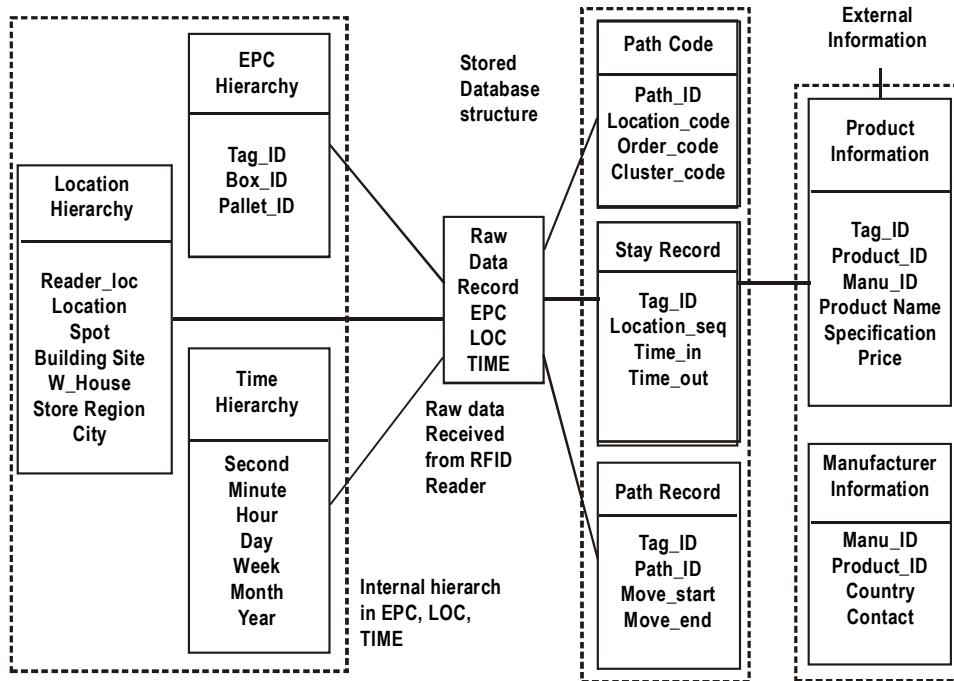 EPC
Hierarchy
Tag_ID
Box_ID
Pallet_ID
Location
Hierarchy
Reader_loc
Location
Spot
Building Site
W_House
Store Region
City
Time
Hierarchy
Second
Minute
Hour
Day
Week
Month
Year
Internal hierarch
in EPC, LOC,
TIME
Raw
Data
Record
EPC
LOC
TIME
Raw data
Received
from RFID
Reader
Stored
Database
structure
Path Code
Path_ID
Location_code
Order_code
Cluster_code
Stay Record
Tag_ID
Location_seq
Time_in
Time_out
Path Record
Tag_ID
Path_ID
Move_start
Move_end
External
Information
Product
Information
Tag_ID
Product_ID
Manu_ID
Product Name
Specification
Price
Manufacturer
Information
Manu_ID
Product_ID
Country
Contact